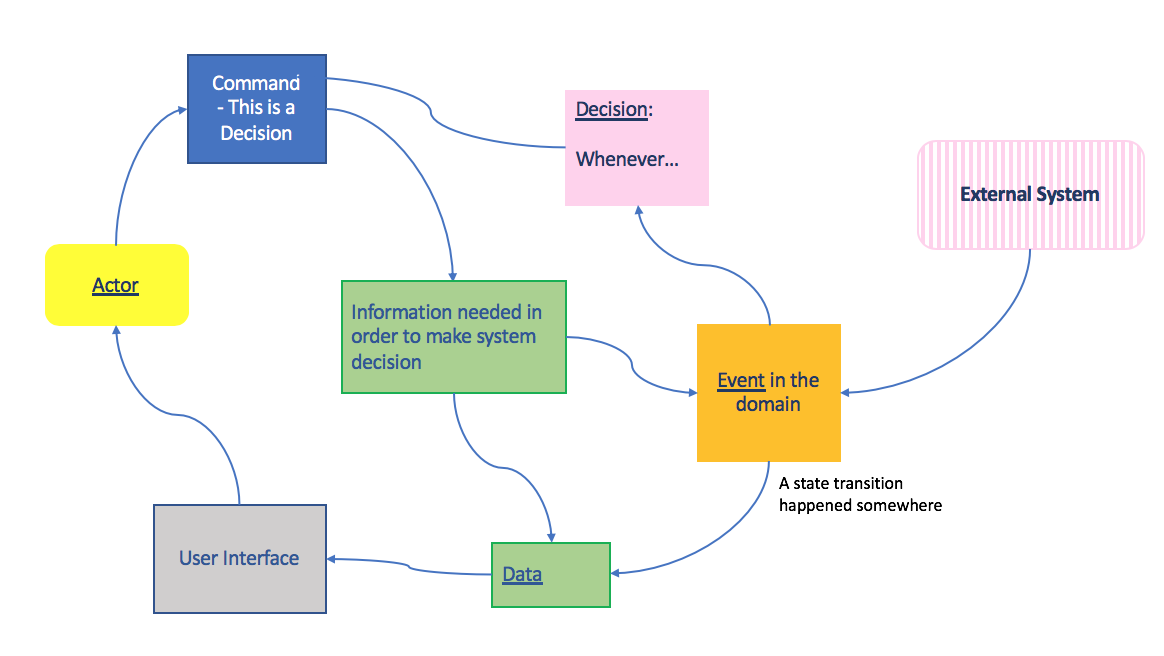 Command
- This is a
Decision
Decision:
Whenever...
External System
Actor
Information needed in
order to make system
decision
Event in the
domain
A state transition
happened somewhere
User Interface
Data